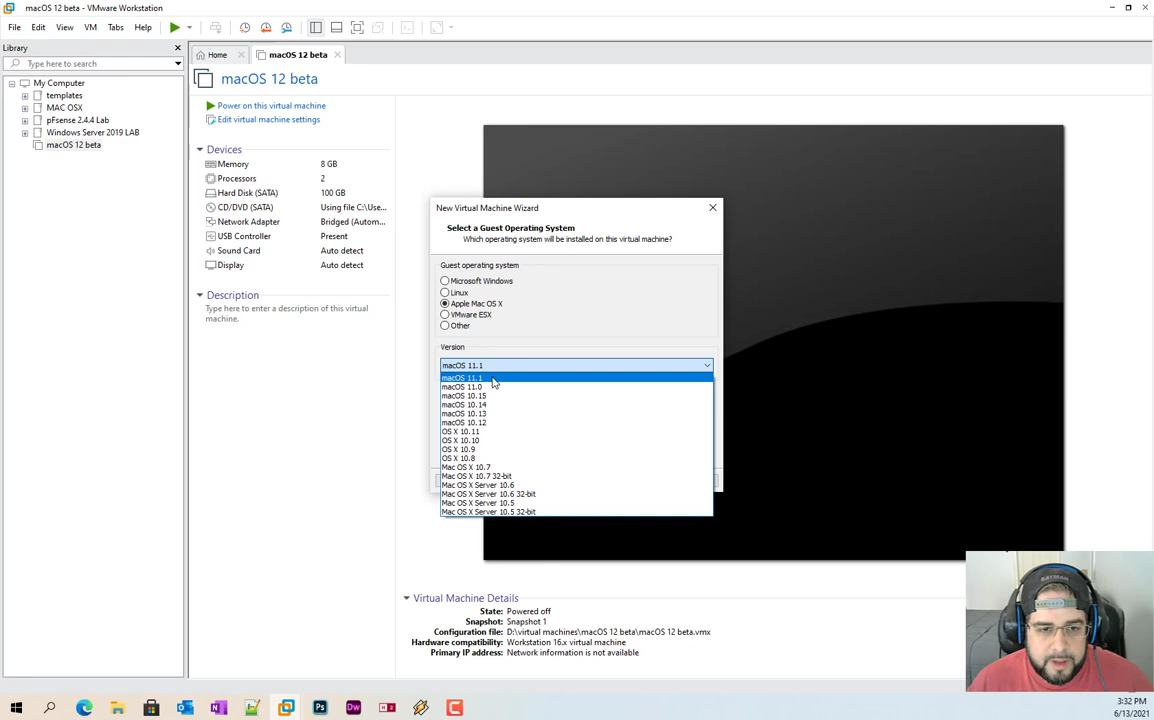 macOS 12 beta - VMware Workstation
File Edit View VM Tabs Help
Library
Type here to search
My Computer
templates
MAC OSX
pFsense 2.4.4 Lab
Windows Server 2019 LAB
macOS 12 beta
Home macOS 12 beta
macOS 12 beta
Power on this virtual machine
Edit virtual machine settings
Devices
Memory 8 GB
Processors 2
Hard Disk (SATA) 100 GB
CD/DVD (SATA) Using file C:\Use...
Network Adapter Bridged (Autom...
USB Controller Present
Sound Card Auto detect
Display Auto detect
Description
Type here to enter a description of this virtual
machine.
New Virtual Machine Wizard
Select a Guest Operating System
Which operating system will be installed on this virtual machine?
Guest operating system
Microsoft Windows
Linux
Apple Mac OS X
VMware ESX
Other
Version
macOS 11.1
macOS 11.1
macOS 11.0
macOS 10.15
macOS 10.14
macOS 10.13
macOS 10.12
OS X 10.11
OS X 10.10
OS X 10.9
OS X 10.8
Mac OS X 10.7
Mac OS X 10.7 32-bit
Mac OS X Server 10.6
Mac OS X Server 10.6 32-bit
Mac OS X Server 10.5
Mac OS X Server 10.5 32-bit
Virtual Machine Details
State: Powered off
Snapshot: Snapshot 1
Configuration file: D:\virtual machines\macOS 12 beta\macOS 12 beta.vmx
Hardware compatibility: Workstation 16.x virtual machine
Primary IP address: Network information is not available
Ps Dw
3:32 PM
6/13/2021